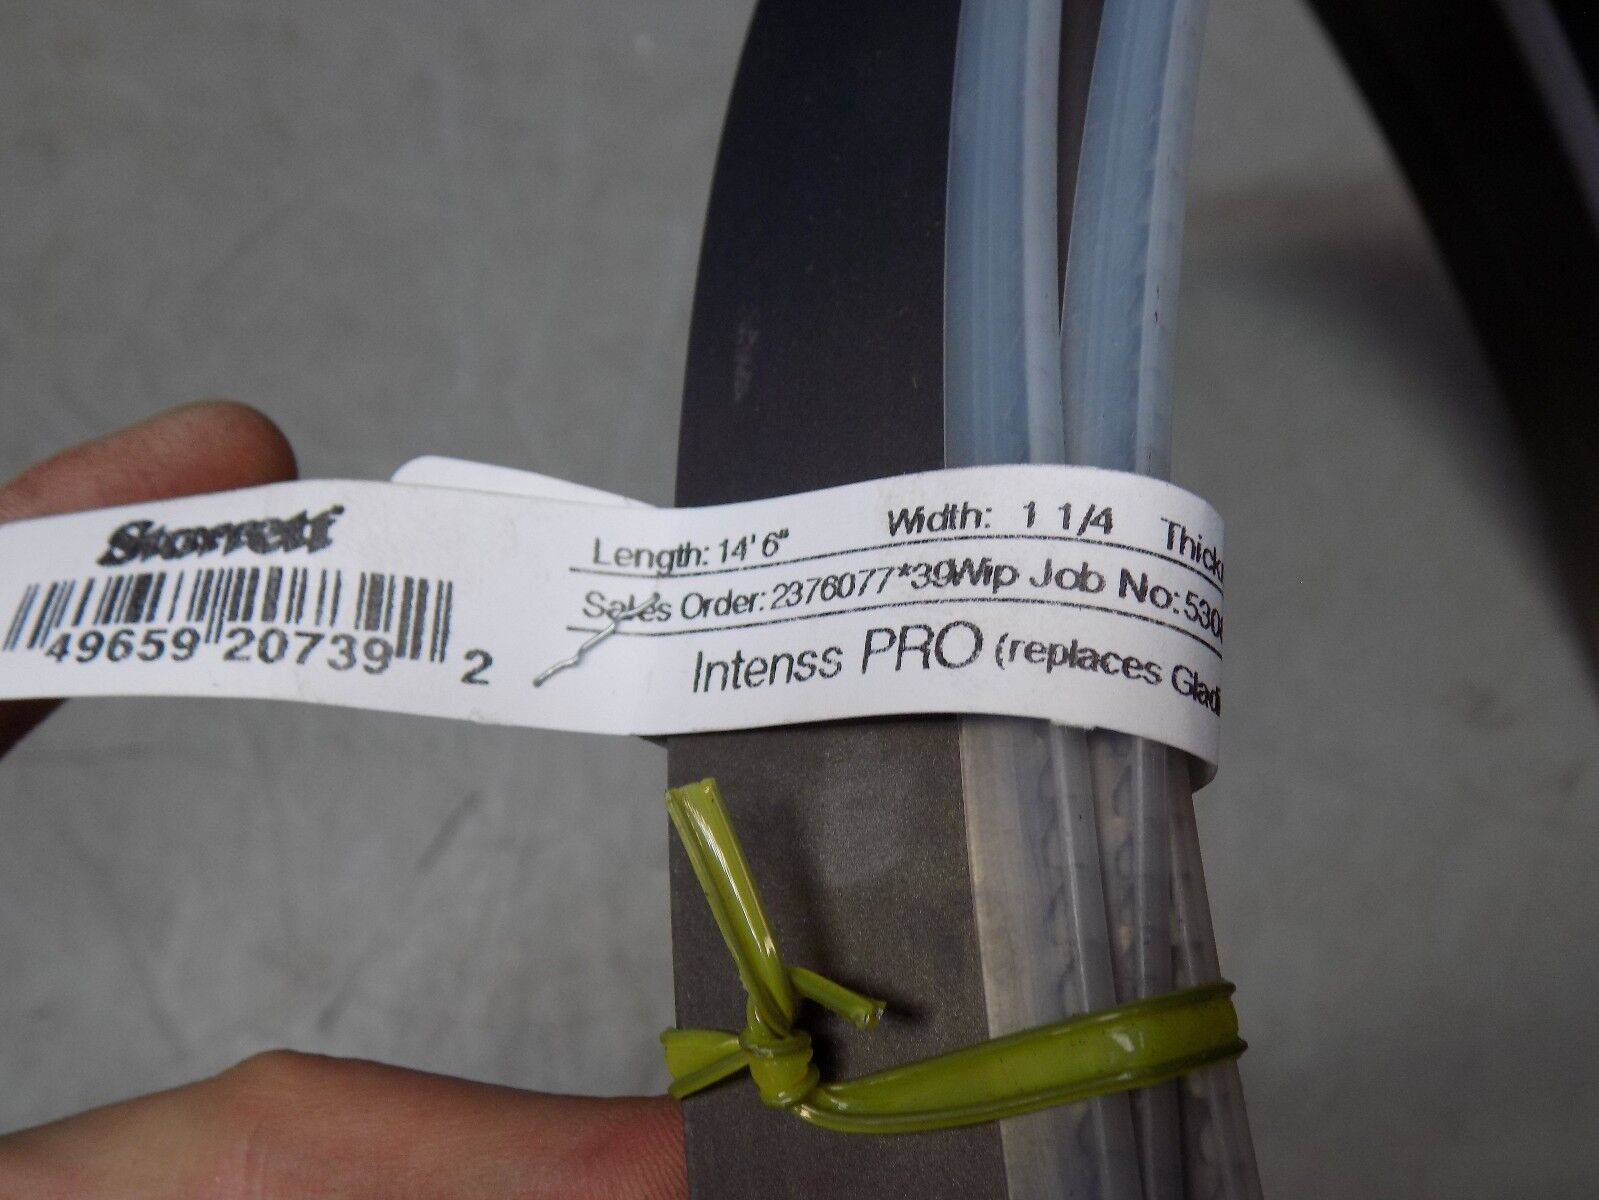 Starrett
49659 20739 2
Length: 14' 6" Width: 1 1/4
Sales Order: 2376077*39Wip Job No:
Intenss PRO (replaces